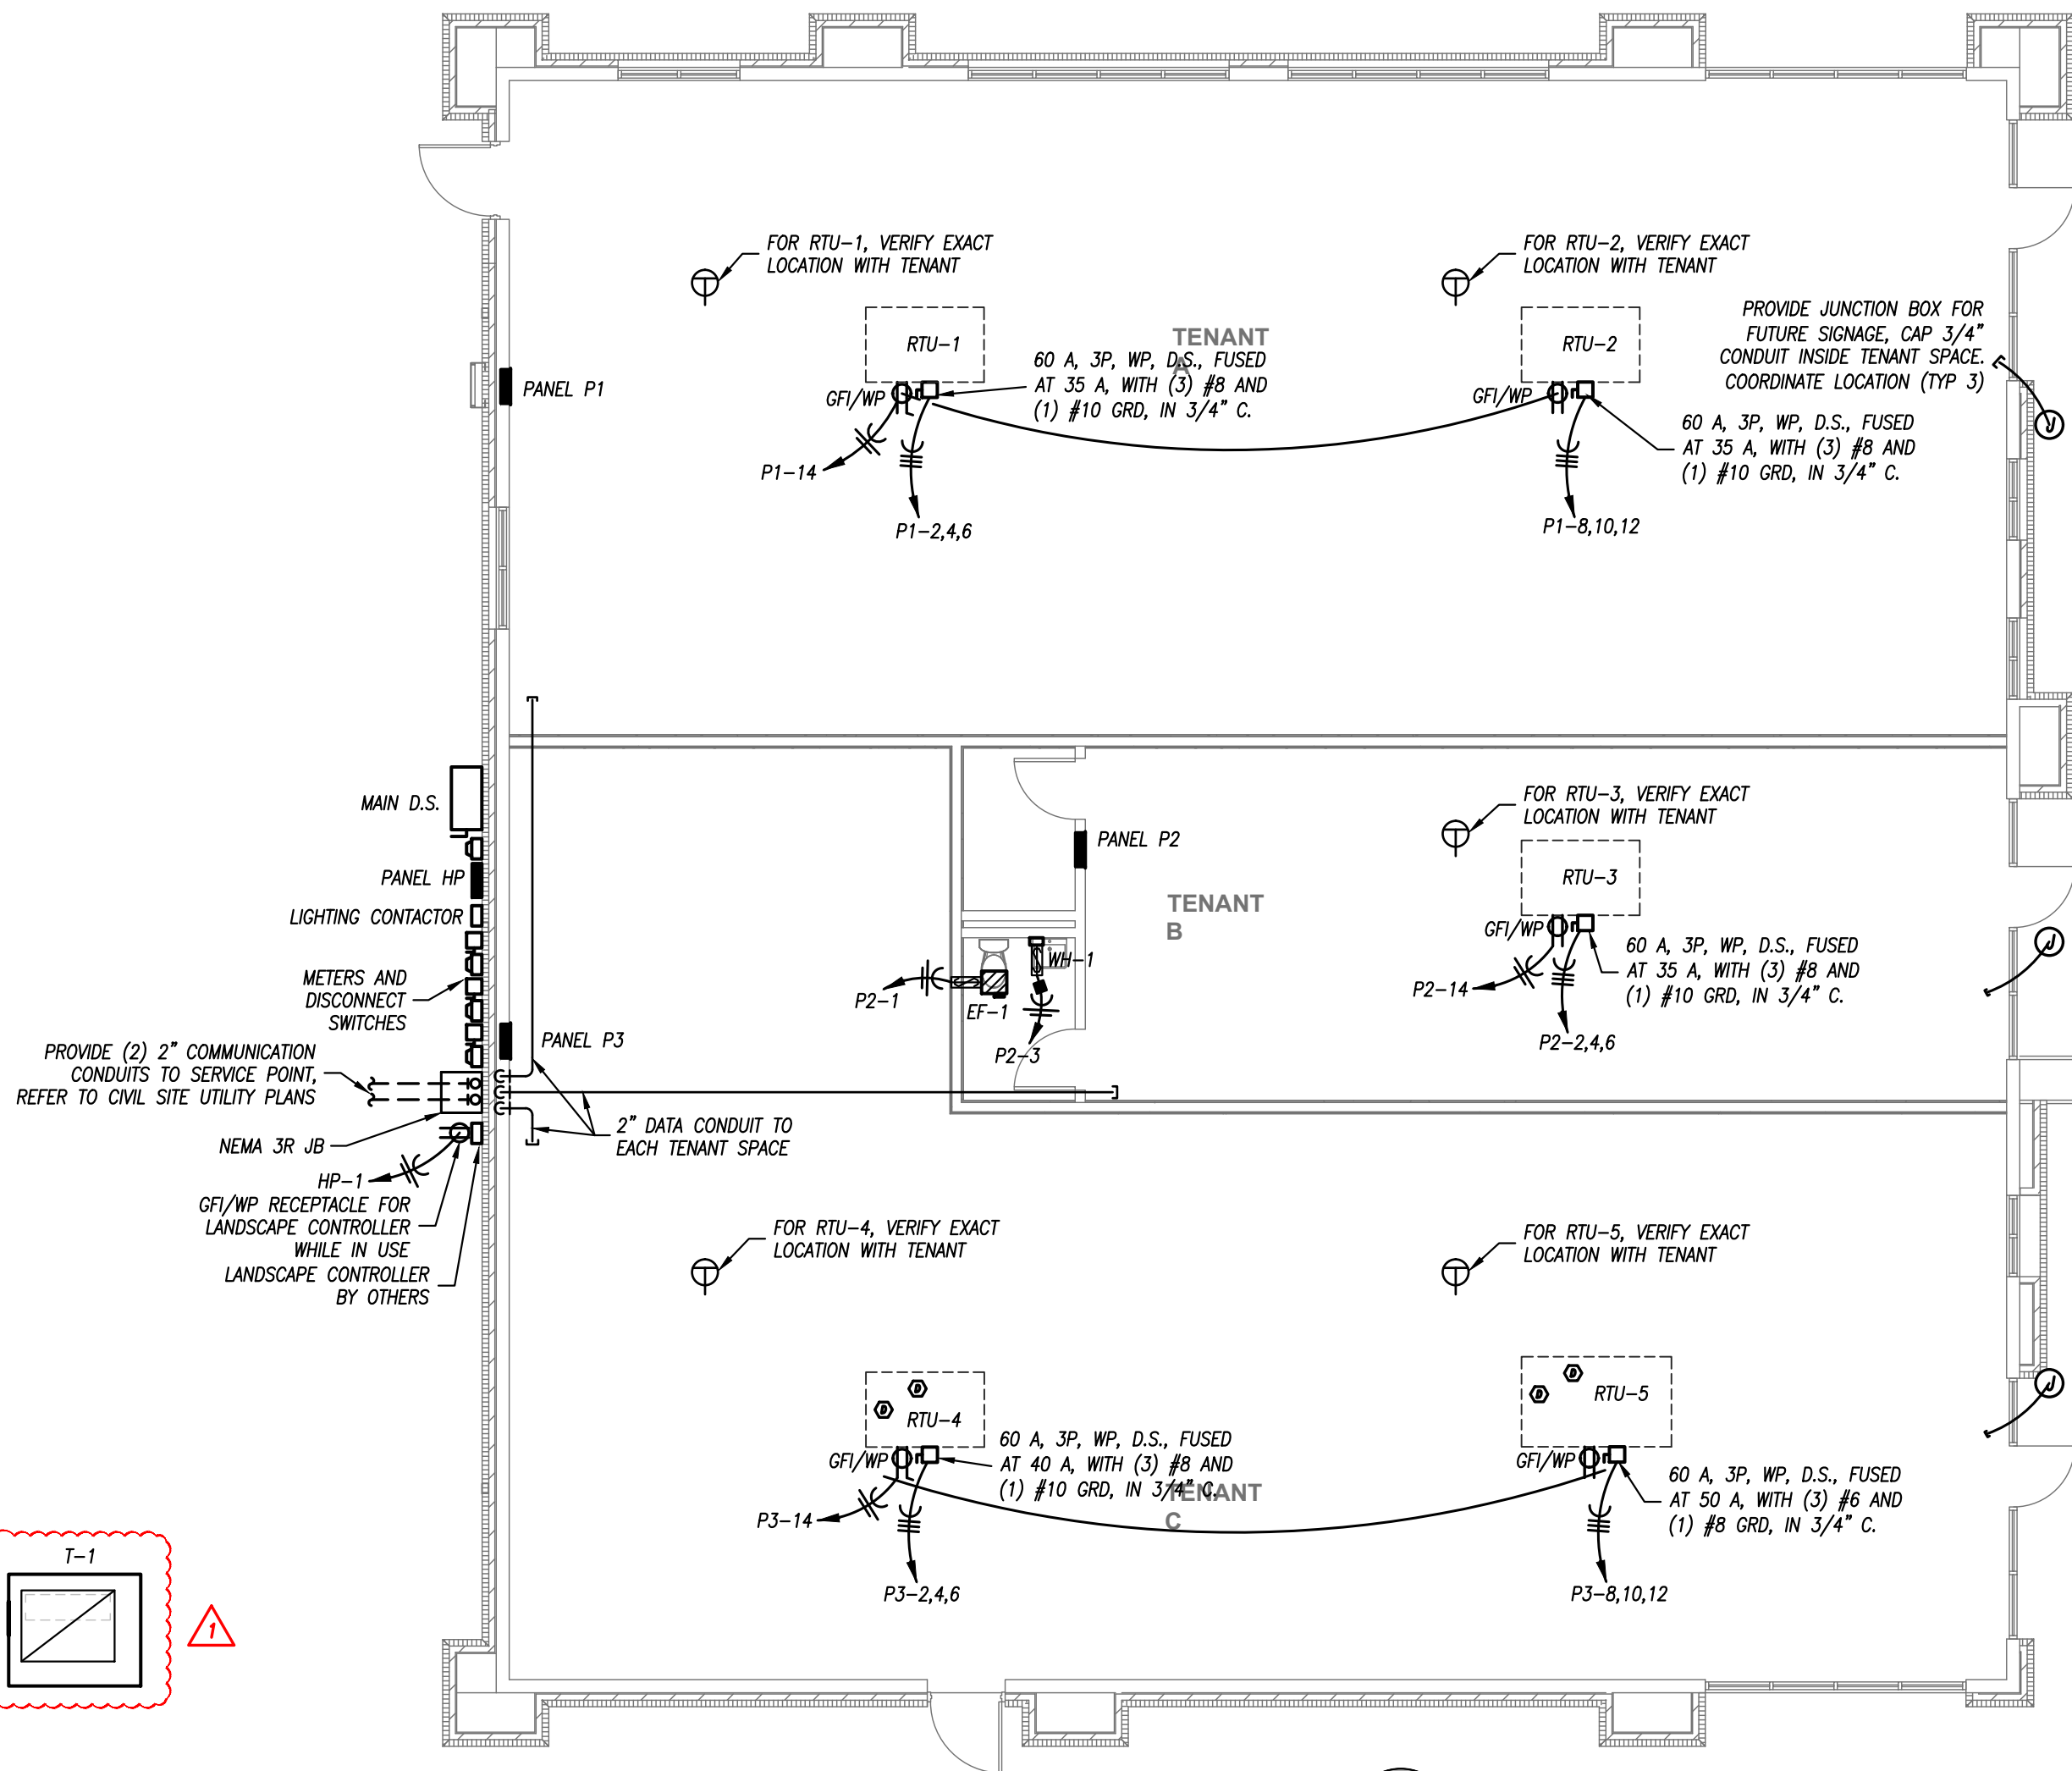 FOR RTU-1, VERIFY EXACT
LOCATION WITH TENANT
FOR RTU-2, VERIFY EXACT
LOCATION WITH TENANT
PROVIDE JUNCTION BOX FOR
FUTURE SIGNAGE, CAP 3/4"
CONDUIT INSIDE TENANT SPACE.
COORDINATE LOCATION (TYP 3)
RTU-1
TENANT
A
RTU-2
60 A, 3P, WP, D.S., FUSED
AT 35 A, WITH (3) #8 AND
(1) #10 GRD, IN 3/4" C.
PANEL P1
GFI/WP
GFI/WP
J
60 A, 3P, WP, D.S., FUSED
AT 35 A, WITH (3) #8 AND
(1) #10 GRD, IN 3/4" C.
P1-14
P1-2,4,6
P1-8,10,12
MAIN D.S.
FOR RTU-3, VERIFY EXACT
LOCATION WITH TENANT
PANEL P2
PANEL HP
RTU-3
LIGHTING CONTACTOR
TENANT
B
GFI/WP
J
60 A, 3P, WP, D.S., FUSED
AT 35 A, WITH (3) #8 AND
(1) #10 GRD, IN 3/4" C.
WH-1
METERS AND
DISCONNECT
SWITCHES
P2-1
EF-1
P2-14
PANEL P3
P2-3
P2-2,4,6
PROVIDE (2) 2" COMMUNICATION
CONDUITS TO SERVICE POINT,
REFER TO CIVIL SITE UTILITY PLANS
2" DATA CONDUIT TO
EACH TENANT SPACE
NEMA 3R JB
HP-1
GFI/WP RECEPTACLE FOR
LANDSCAPE CONTROLLER
WHILE IN USE
LANDSCAPE CONTROLLER
BY OTHERS
FOR RTU-4, VERIFY EXACT
LOCATION WITH TENANT
FOR RTU-5, VERIFY EXACT
LOCATION WITH TENANT
D
D
RTU-4
D
D
RTU-5
J
GFI/WP
60 A, 3P, WP, D.S., FUSED
AT 40 A, WITH (3) #8 AND
(1) #10 GRD, IN 3/4" C.
TENANT
C
GFI/WP
60 A, 3P, WP, D.S., FUSED
AT 50 A, WITH (3) #6 AND
(1) #8 GRD, IN 3/4" C.
P3-14
P3-2,4,6
P3-8,10,12
T-1
1